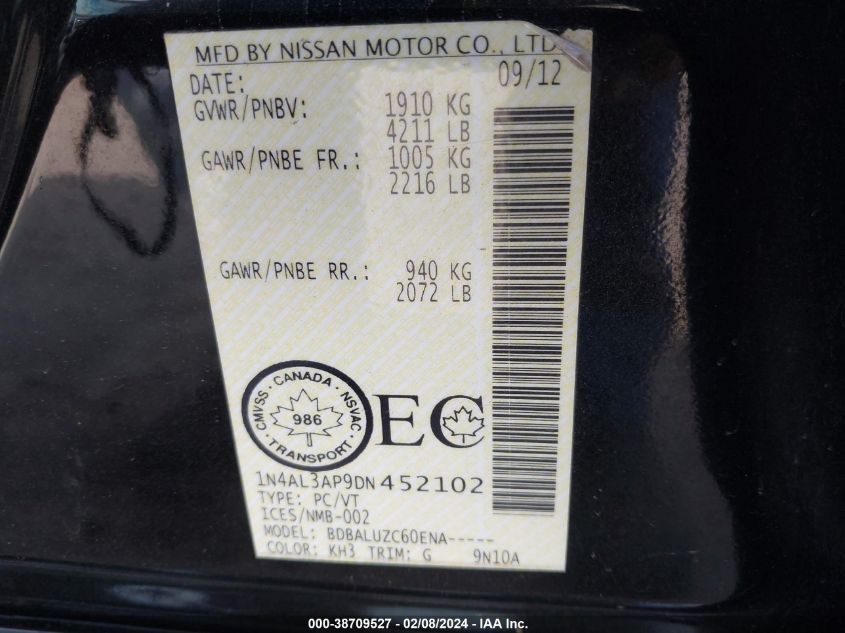 MFD BY NISSAN MOTOR CO., LTD
DATE: 09/12
GVWR/PNBV: 1910 KG
4211 LB
GAWR/PNBE FR.: 1005 KG
2216 LB
GAWR/PNBE RR.: 940 KG
2072 LB
CMVSS · CANADA · NSVAC · TRANSPORT ·
986
EC
1N4AL3AP9DN452102
TYPE: PC/VT
ICES/NMB-002
MODEL: BDBALUZC60ENA-----
COLOR: KH3 TRIM: G 9N10A
000-38709527 - 02/08/2024 - © IAA Inc.